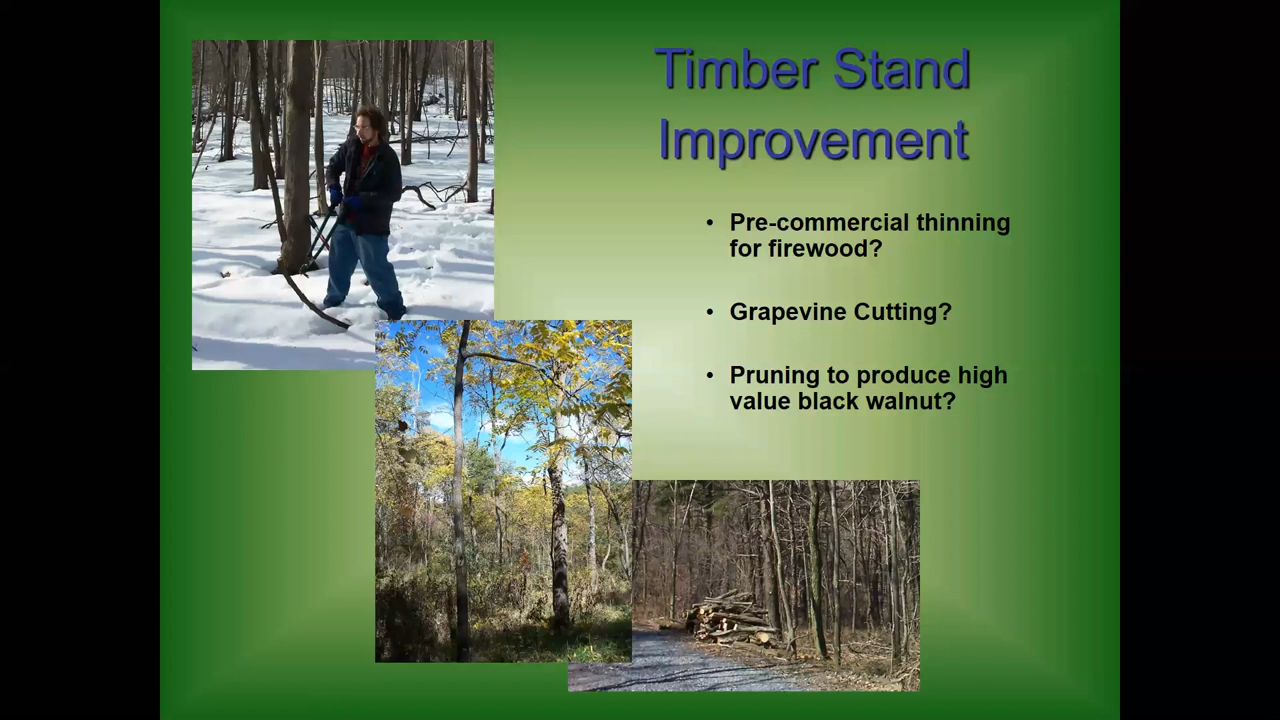 Timber Stand
Improvement
• Pre-commercial thinning
for firewood?
• Grapevine Cutting?
• Pruning to produce high
value black walnut?